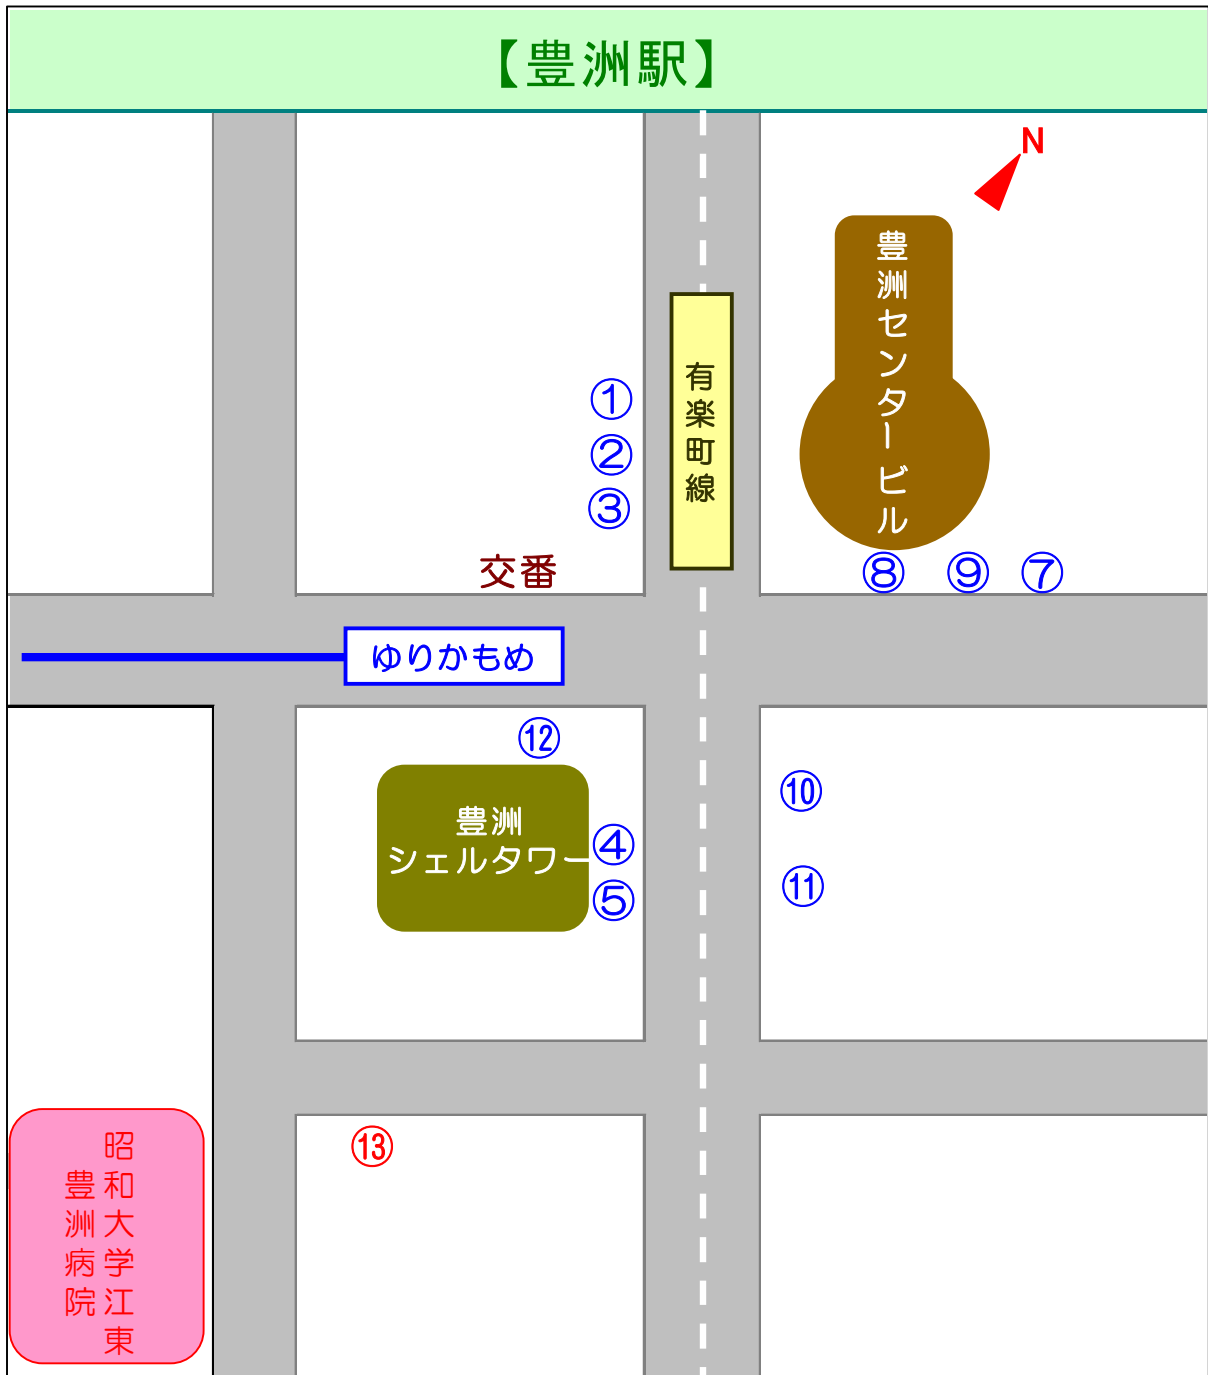 【豊洲駅】
N
豊洲センタービル
有楽町線
①
②
③
交番
⑧ ⑨ ⑦
ゆりかもめ
⑫
⑩
豊洲
シェルタワー
④
⑤
⑪
⑬
昭和大学江東
豊洲病院